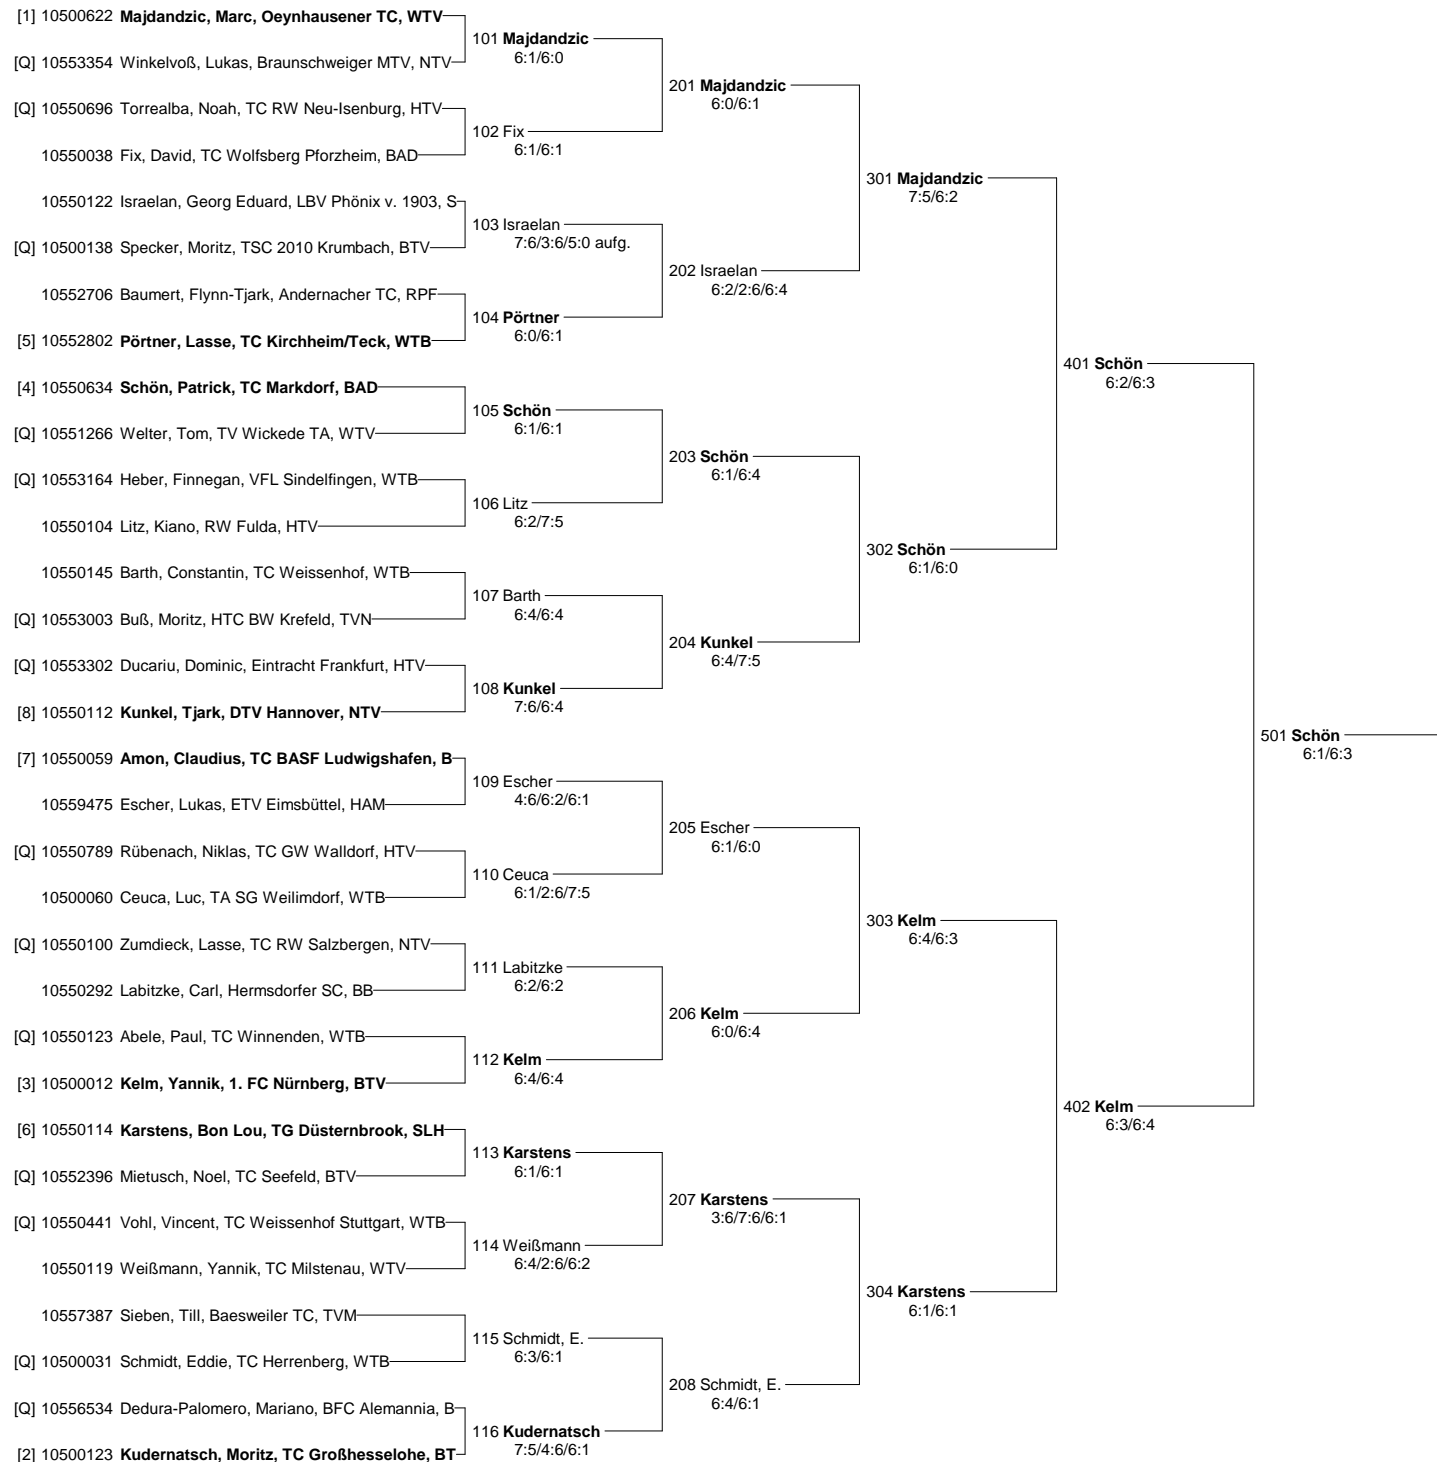 [1] 10500622 Majdandzic, Marc, Oeynhausener TC, WTV
101 Majdandzic
6:1/6:0
[Q] 10553354 Winkelvoß, Lukas, Braunschweiger MTV, NTV
201 Majdandzic
6:0/6:1
[Q] 10550696 Torrealba, Noah, TC RW Neu-Isenburg, HTV
102 Fix
6:1/6:1
10550038 Fix, David, TC Wolfsberg Pforzheim, BAD
301 Majdandzic
7:5/6:2
10550122 Israelan, Georg Eduard, LBV Phönix v. 1903, S
103 Israelan
7:6/3:6/5:0 aufg.
[Q] 10500138 Specker, Moritz, TSC 2010 Krumbach, BTV
202 Israelan
6:2/2:6/6:4
10552706 Baumert, Flynn-Tjark, Andernacher TC, RPF
104 Pörtner
6:0/6:1
[5] 10552802 Pörtner, Lasse, TC Kirchheim/Teck, WTB
401 Schön
6:2/6:3
[4] 10550634 Schön, Patrick, TC Markdorf, BAD
105 Schön
6:1/6:1
[Q] 10551266 Welter, Tom, TV Wickede TA, WTV
203 Schön
6:1/6:4
[Q] 10553164 Heber, Finnegan, VFL Sindelfingen, WTB
106 Litz
6:2/7:5
10550104 Litz, Kiano, RW Fulda, HTV
302 Schön
6:1/6:0
10550145 Barth, Constantin, TC Weissenhof, WTB
107 Barth
6:4/6:4
[Q] 10553003 Buß, Moritz, HTC BW Krefeld, TVN
204 Kunkel
6:4/7:5
[Q] 10553302 Ducariu, Dominic, Eintracht Frankfurt, HTV
108 Kunkel
7:6/6:4
[8] 10550112 Kunkel, Tjark, DTV Hannover, NTV
501 Schön
6:1/6:3
[7] 10550059 Amon, Claudius, TC BASF Ludwigshafen, B
109 Escher
4:6/6:2/6:1
10559475 Escher, Lukas, ETV Eimsbüttel, HAM
205 Escher
6:1/6:0
[Q] 10550789 Rübenach, Niklas, TC GW Walldorf, HTV
110 Ceuca
6:1/2:6/7:5
10500060 Ceuca, Luc, TA SG Weilimdorf, WTB
303 Kelm
6:4/6:3
[Q] 10550100 Zumdieck, Lasse, TC RW Salzbergen, NTV
111 Labitzke
6:2/6:2
10550292 Labitzke, Carl, Hermsdorfer SC, BB
206 Kelm
6:0/6:4
[Q] 10550123 Abele, Paul, TC Winnenden, WTB
112 Kelm
6:4/6:4
[3] 10500012 Kelm, Yannik, 1. FC Nürnberg, BTV
402 Kelm
6:3/6:4
[6] 10550114 Karstens, Bon Lou, TG Düsternbrook, SLH
113 Karstens
6:1/6:1
[Q] 10552396 Mietusch, Noel, TC Seefeld, BTV
207 Karstens
3:6/7:6/6:1
[Q] 10550441 Vohl, Vincent, TC Weissenhof Stuttgart, WTB
114 Weißmann
6:4/2:6/6:2
10550119 Weißmann, Yannik, TC Milstenau, WTV
304 Karstens
6:1/6:1
10557387 Sieben, Till, Baesweiler TC, TVM
115 Schmidt, E.
6:3/6:1
[Q] 10500031 Schmidt, Eddie, TC Herrenberg, WTB
208 Schmidt, E.
6:4/6:1
[Q] 10556534 Dedura-Palomero, Mariano, BFC Alemannia, B
116 Kudernatsch
7:5/4:6/6:1
[2] 10500123 Kudernatsch, Moritz, TC Großhesselohe, BT